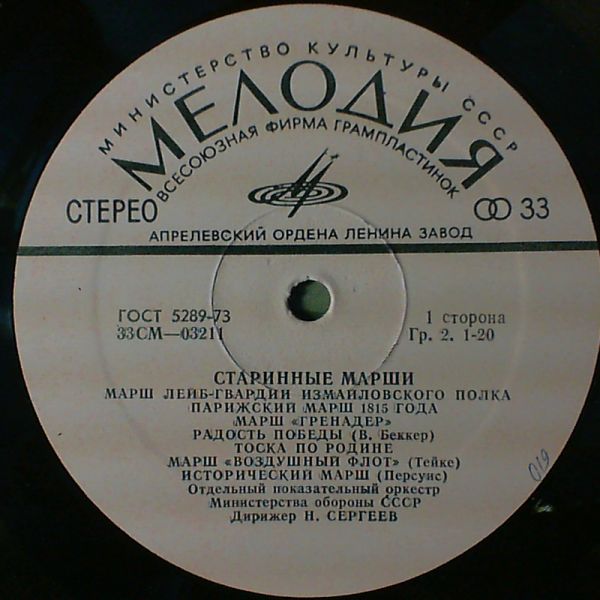 МИНИСТЕРСТВО КУЛЬТУРЫ СССР
МЕЛОДИЯ
ВСЕСОЮЗНАЯ ФИРМА ГРАМПЛАСТИНОК
СТЕРЕО
33
АПРЕЛЕВСКИЙ ОРДЕНА ЛЕНИНА ЗАВОД
ГОСТ 5289-73
33СМ—03211
1 сторона
Гр. 2. 1-20
СТАРИННЫЕ МАРШИ
МАРШ ЛЕЙБ-ГВАРДИИ ИЗМАЙЛОВСКОГО ПОЛКА
ПАРИЖСКИЙ МАРШ 1815 ГОДА
МАРШ «ГРЕНАДЕР»
РАДОСТЬ ПОБЕДЫ (В. Беккер)
ТОСКА ПО РОДИНЕ
МАРШ «ВОЗДУШНЫЙ ФЛОТ» (Тейке)
ИСТОРИЧЕСКИЙ МАРШ (Персуис)
Отдельный показательный оркестр
Министерства обороны СССР
Дирижер Н. СЕРГЕЕВ